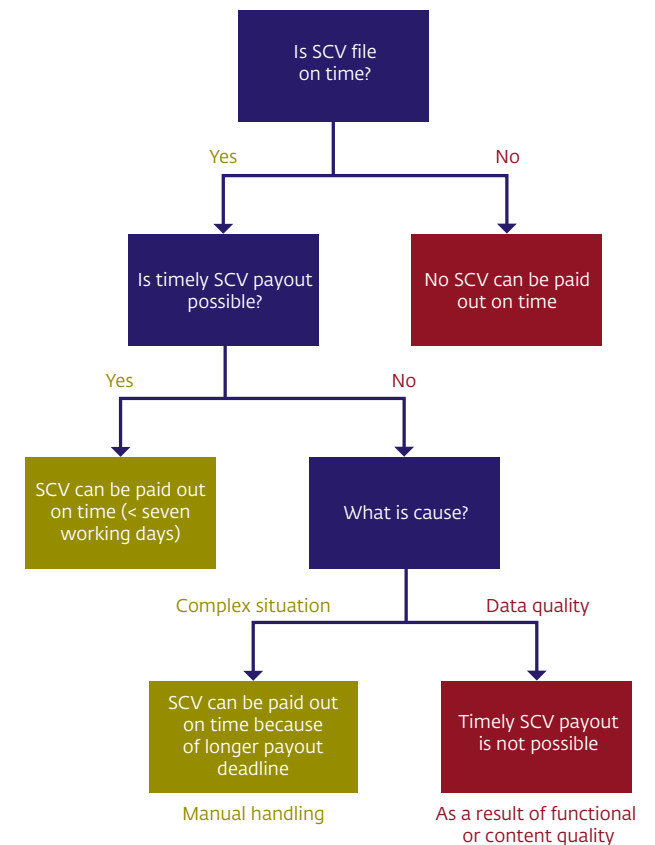 Is SCV file
on time?
Yes
No
Is timely SCV payout
possible?
No SCV can be paid
out on time
Yes
No
SCV can be paid out
on time (< seven
working days)
What is cause?
Complex situation
Data quality
SCV can be paid out
on time because
of longer payout
deadline
Timely SCV payout
is not possible
Manual handling
As a result of functional
or content quality